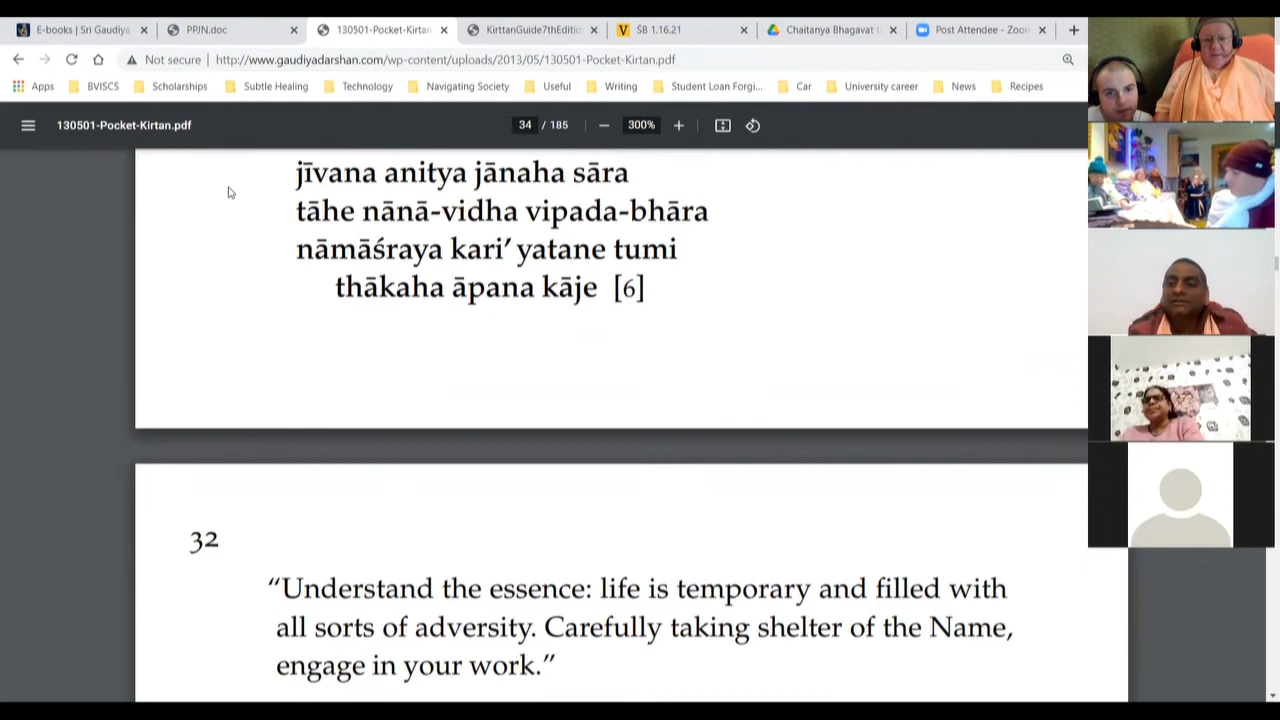 E-books | Sri Gaudiya
PPJN.doc
130501-Pocket-Kirtan
KirttanGuide7thEditio
ŚB 1.16.21
Chaitanya Bhagavat
Post Attendee - Zoom
Not secure | http://www.gaudiyadarshan.com/wp-content/uploads/2013/05/130501-Pocket-Kirtan.pdf
Apps BVISCS Scholarships Subtle Healing Technology Navigating Society Useful Writing Student Loan Forgi... Car University career News Recipes
130501-Pocket-Kirtan.pdf 34 / 185 300%
jīvana anitya jānaha sāra
tāhe nānā-vidha vipada-bhāra
nāmāśraya kari’ yatane tumi
thākaha āpana kāje [6]
32
“Understand the essence: life is temporary and filled with
all sorts of adversity. Carefully taking shelter of the Name,
engage in your work.”